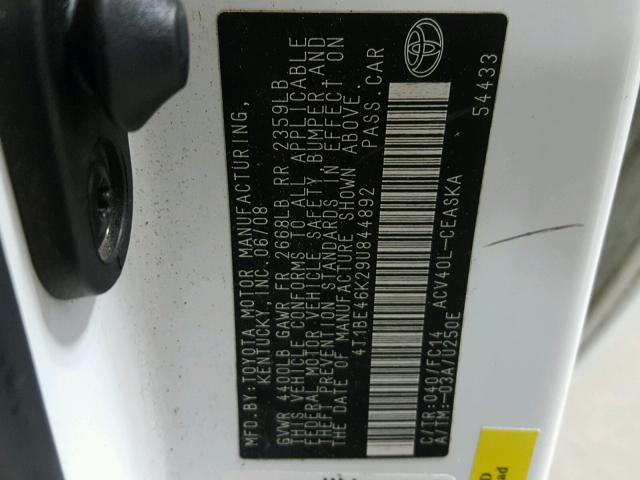 MFD.BY:TOYOTA MOTOR MANUFACTURING,
KENTUCKY, INC. 06/08
GVWR 4400LB GAWR FR 2668LB RR 2359LB
THIS VEHICLE CONFORMS TO ALL APPLICABLE
FEDERAL MOTOR VEHICLE SAFETY, BUMPER AND
THEFT PREVENTION STANDARDS IN EFFECT ON
THE DATE OF MANUFACTURE SHOWN ABOVE.
4T1BE46K29U844892 PASS.CAR
C/TR:040/FC14 ACV40L-CEASKA
A/TM:-03A/U250E
54433